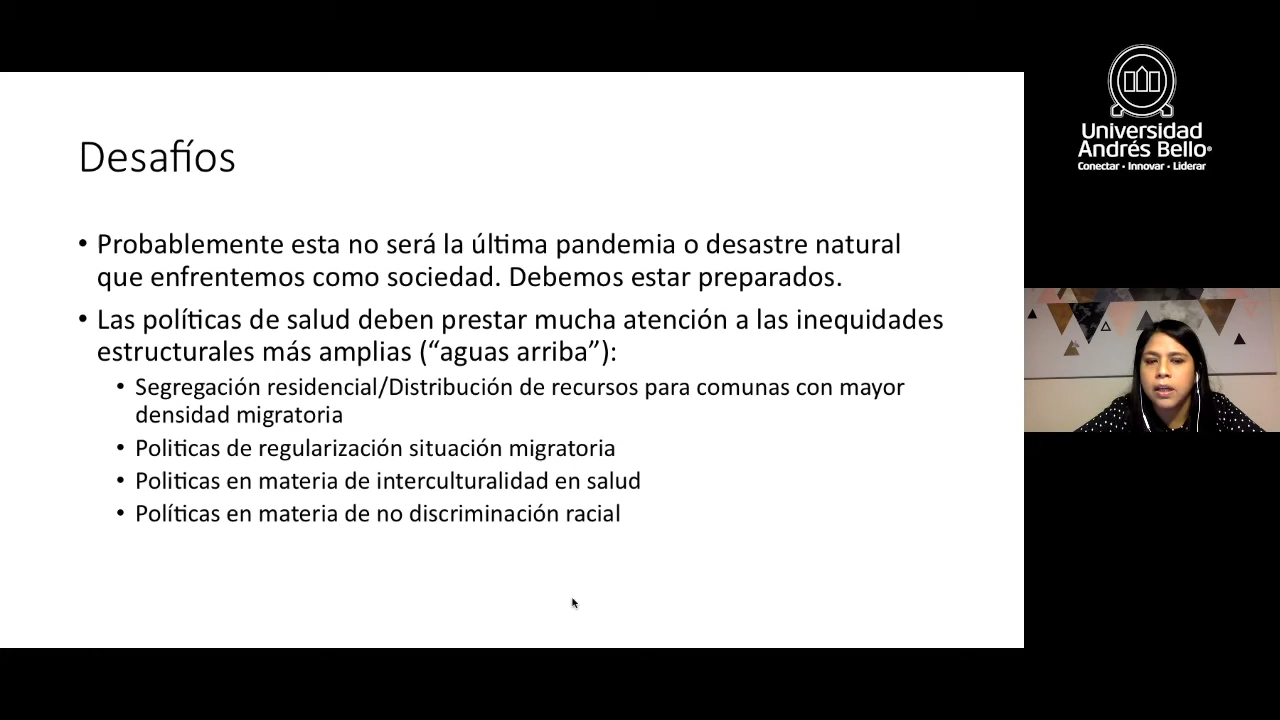 Desafíos
• Probablemente esta no será la última pandemia o desastre natural
que enfrentemos como sociedad. Debemos estar preparados.
• Las políticas de salud deben prestar mucha atención a las inequidades
estructurales más amplias (“aguas arriba”):
• Segregación residencial/Distribución de recursos para comunas con mayor
densidad migratoria
• Politicas de regularización situación migratoria
• Politicas en materia de interculturalidad en salud
• Políticas en materia de no discriminación racial
Universidad
Andrés Bello®
Conectar • Innovar • Liderar